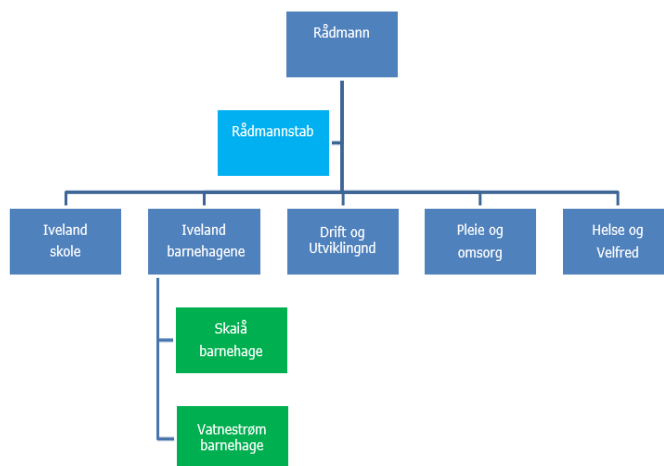 Rådmann
Rådmannstab
Iveland
skole
Iveland
barnehagene
Drift og
Utviklingnd
Pleie og
omsorg
Helse og
Velfred
Skaiå
barnehage
Vatnestrøm
barnehage